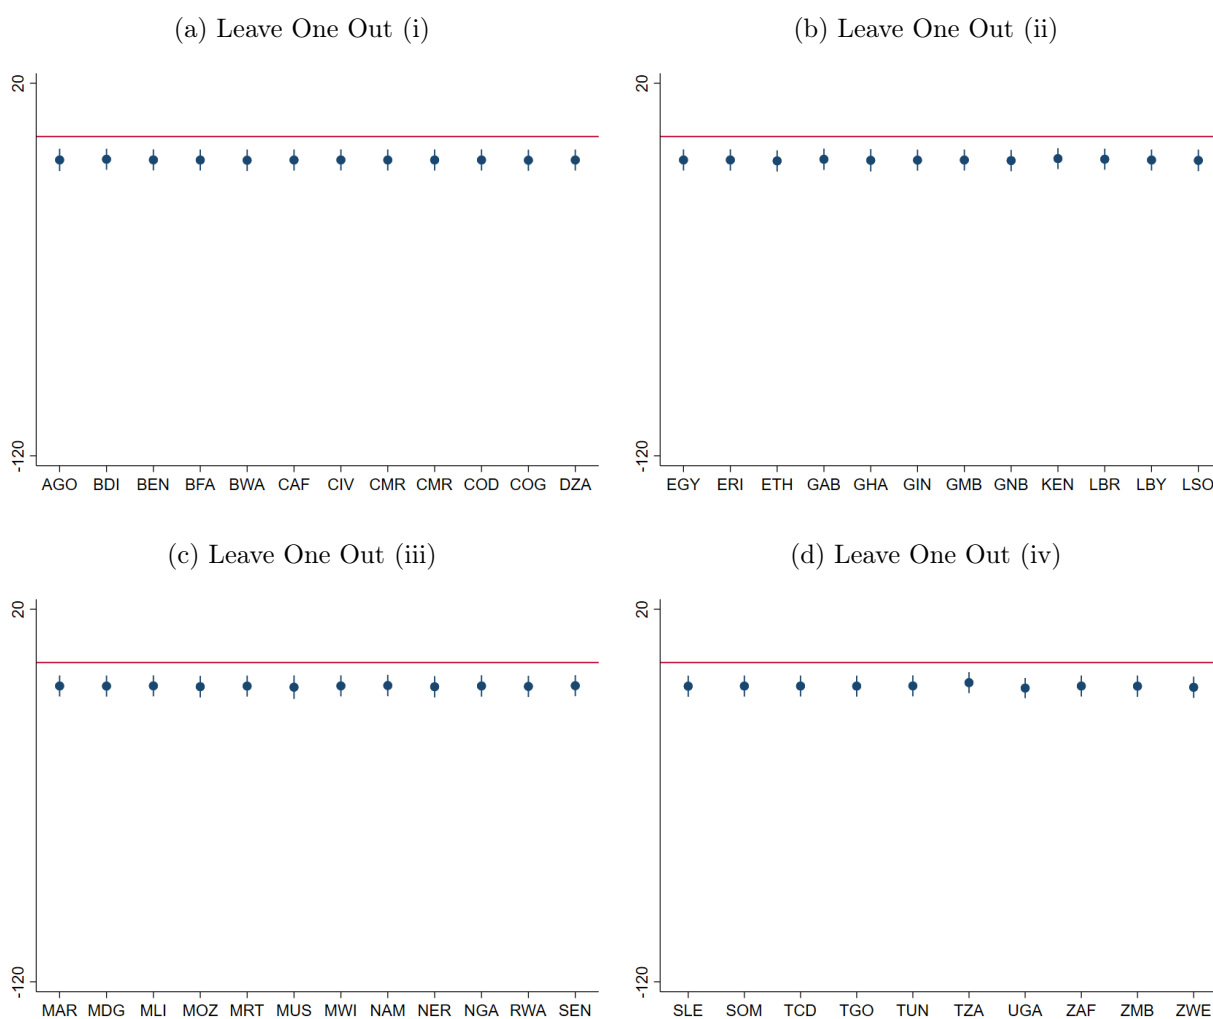 (a) Leave One Out (i)
20
-120
AGO BDI BEN BFA BWA CAF CIV CMR CMR COD COG DZA
(b) Leave One Out (ii)
20
-120
EGY ERI ETH GAB GHA GIN GMB GNB KEN LBR LBY LSO
(c) Leave One Out (iii)
20
-120
MAR MDG MLI MOZ MRT MUS MWI NAM NER NGA RWA SEN
(d) Leave One Out (iv)
20
-120
SLE SOM TCD TGO TUN TZA UGA ZAF ZMB ZWE